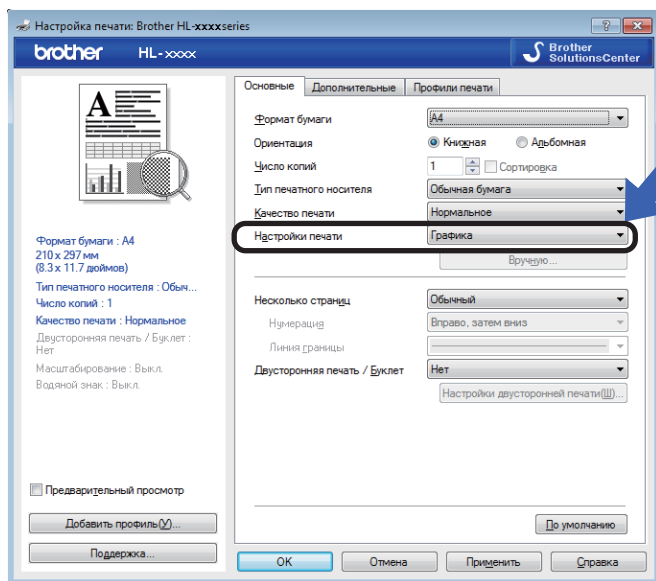 Настройка печати: Brother HL-xxxxseries
brother HL-xxxx
Brother
SolutionsCenter
A
Формат бумаги : A4
210 x 297 мм
(8.3 x 11.7 дюймов)
Тип печатного носителя : Обыч...
Число копий : 1
Качество печати : Нормальное
Двусторонняя печать / Буклет :
Нет
Масштабирование : Выкл.
Водяной знак : Выкл.
Предварительный просмотр
Добавить профиль(У)...
Поддержка...
Основные Дополнительные Профили печати
Формат бумаги A4
Ориентация Книжная Альбомная
Число копий 1 Сортировка
Тип печатного носителя Обычная бумага
Качество печати Нормальное
Настройки печати Графика
Вручную...
Несколько страниц Обычный
Нумерация Вправо, затем вниз
Линия границы
Двусторонняя печать / Буклет Нет
Настройки двусторонней печати(Ш)...
По умолчанию
OK Отмена Применить Справка